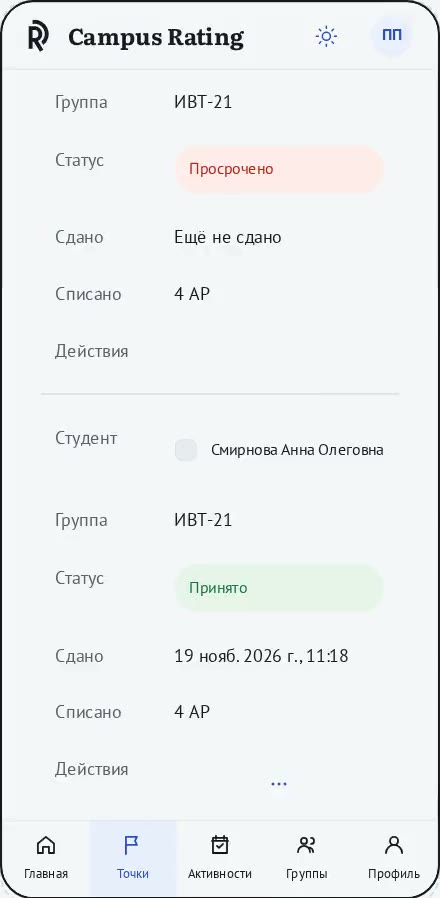 Campus Rating
ПП
Группа ИВТ-21
Статус Просрочено
Сдано Ещё не сдано
Списано 4 АР
Действия
Студент Смирнова Анна Олеговна
Группа ИВТ-21
Статус Принято
Сдано 19 нояб. 2026 г., 11:18
Списано 4 АР
Действия ...
Главная Точки Активности Группы Профиль